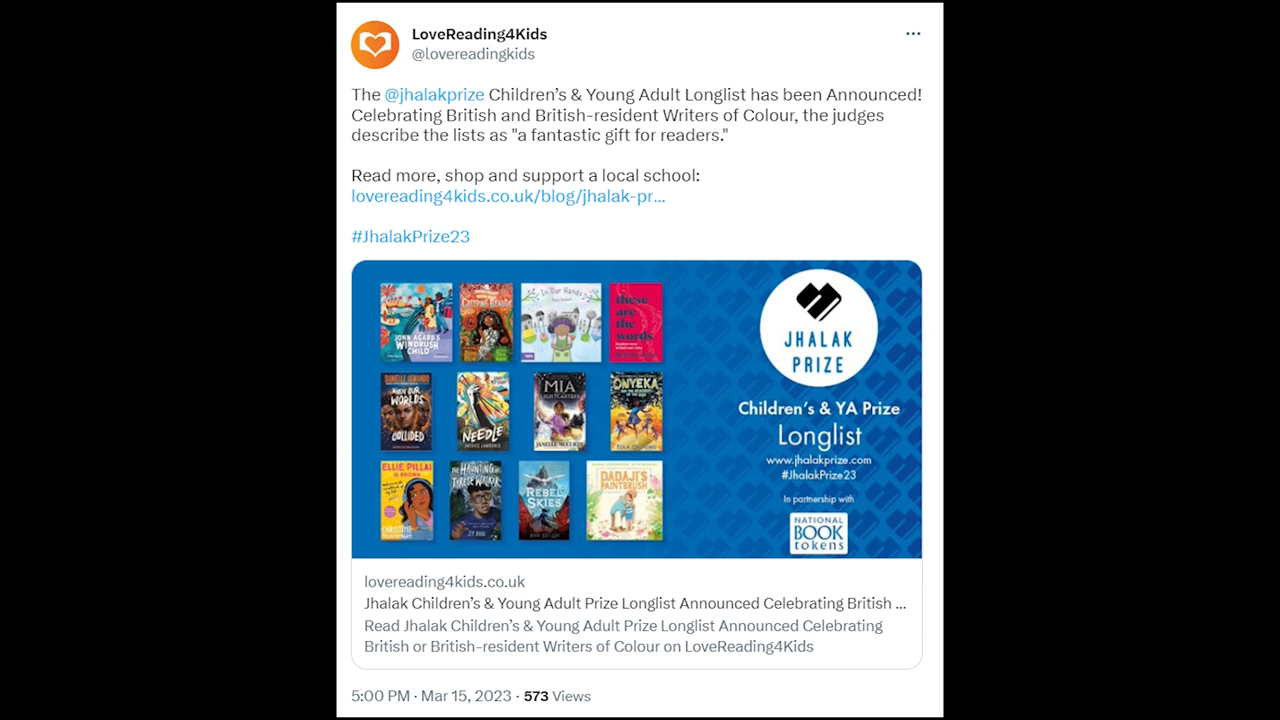 LoveReading4Kids
@lovereadingkids
The @jhalakprize Children's & Young Adult Longlist has been Announced!
Celebrating British and British-resident Writers of Colour, the judges
describe the lists as "a fantastic gift for readers."
Read more, shop and support a local school:
lovereading4kids.co.uk/blog/jhalak-pr...
#JhalakPrize23
JOHN AGARD'S
WINDRUSH
CHILD
CREEPING BEAUTY
In Our Hands
these
are
the
words
WHEN OUR
WORLDS
COLLIDED
NEEDLE
PATRICE LAWRENCE
MIA
LIGHTCASTERS
ONYEKA
ELLIE PILLAI
IS BROWN
CHRISTINE
THE HAUNTING
OF
TYRESE WALKER
REBEL
SKIES
DADAJI'S
PAINTBRUSH
JHALAK
PRIZE
Children's & YA Prize
Longlist
www.jhalakprize.com
#JhalakPrize23
In partnership with
NATIONAL
BOOK
tokens
lovereading4kids.co.uk
Jhalak Children's & Young Adult Prize Longlist Announced Celebrating British ...
Read Jhalak Children's & Young Adult Prize Longlist Announced Celebrating
British or British-resident Writers of Colour on LoveReading4Kids
5:00 PM · Mar 15, 2023 · 573 Views